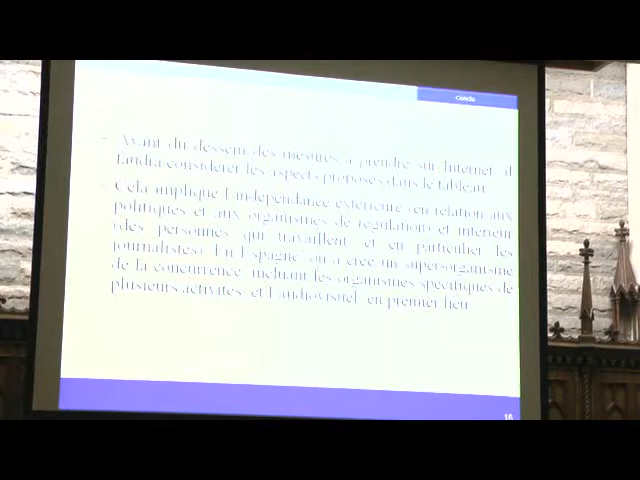 conclu
- Avant du dessein des mesures à prendre sur Internet, il
faudra considérer les aspects proposés dans le tableau
- Cela implique l'indépendance extérieure (en relation aux
politiques et aux organismes de régulation) et intérieur
(des personnes qui travaillent, et en particulier les
journalistes). En Espagne, on a créé un super-organisme
de la concurrence, incluant les organismes spécifiques de
plusieurs activités, et l'audiovisuel, en premier lieu
16